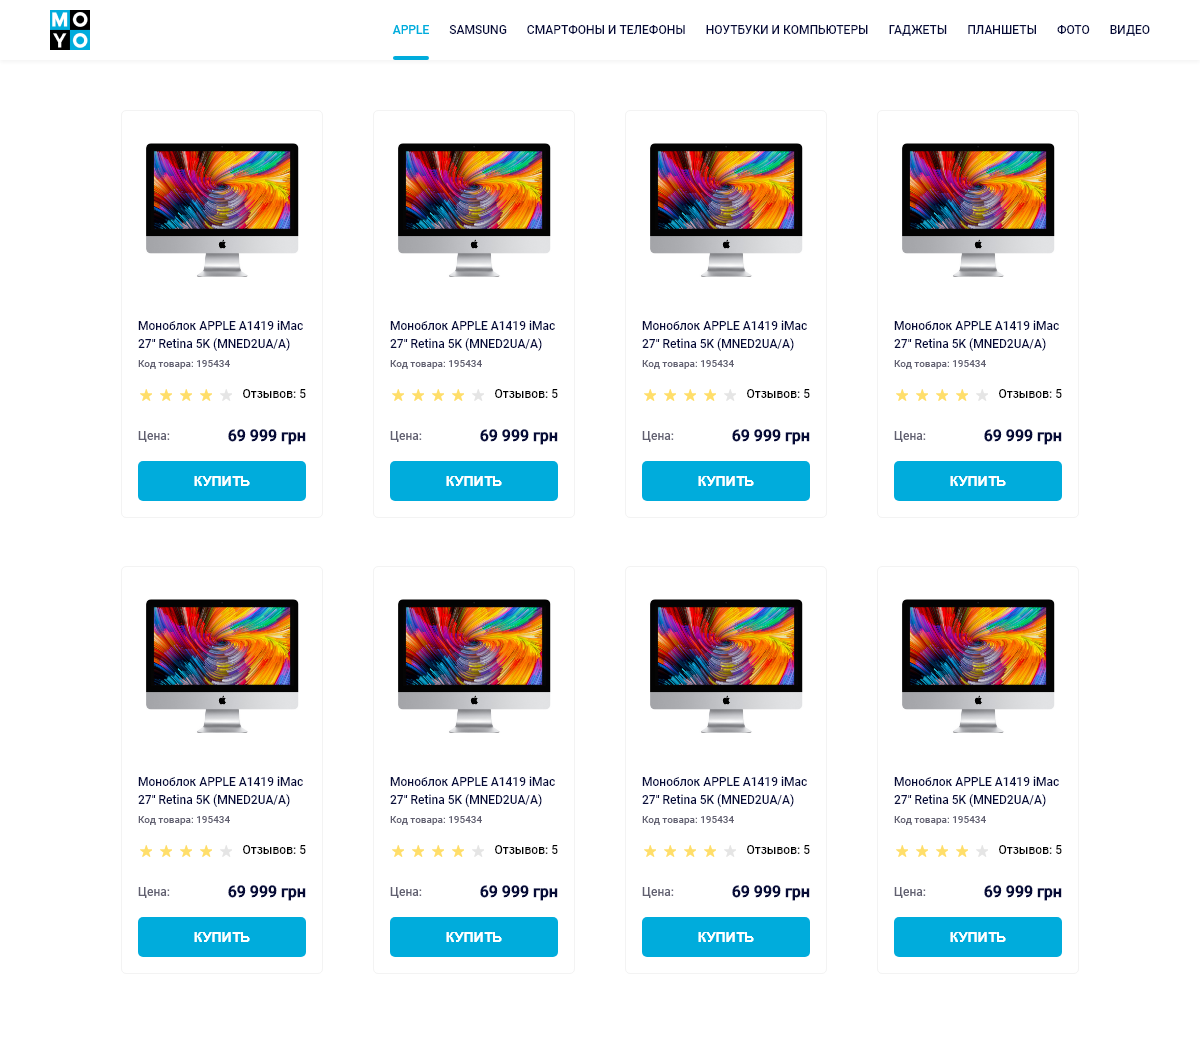 MO
YO
APPLE SAMSUNG СМАРТФОНЫ И ТЕЛЕФОНЫ НОУТБУКИ И КОМПЬЮТЕРЫ ГАДЖЕТЫ ПЛАНШЕТЫ ФОТО ВИДЕО
Моноблок APPLE A1419 iMac
27" Retina 5K (MNED2UA/A)
Код товара: 195434
Отзывов: 5
Цена: 69 999 грн
КУПИТЬ
Моноблок APPLE A1419 iMac
27" Retina 5K (MNED2UA/A)
Код товара: 195434
Отзывов: 5
Цена: 69 999 грн
КУПИТЬ
Моноблок APPLE A1419 iMac
27" Retina 5K (MNED2UA/A)
Код товара: 195434
Отзывов: 5
Цена: 69 999 грн
КУПИТЬ
Моноблок APPLE A1419 iMac
27" Retina 5K (MNED2UA/A)
Код товара: 195434
Отзывов: 5
Цена: 69 999 грн
КУПИТЬ
Моноблок APPLE A1419 iMac
27" Retina 5K (MNED2UA/A)
Код товара: 195434
Отзывов: 5
Цена: 69 999 грн
КУПИТЬ
Моноблок APPLE A1419 iMac
27" Retina 5K (MNED2UA/A)
Код товара: 195434
Отзывов: 5
Цена: 69 999 грн
КУПИТЬ
Моноблок APPLE A1419 iMac
27" Retina 5K (MNED2UA/A)
Код товара: 195434
Отзывов: 5
Цена: 69 999 грн
КУПИТЬ
Моноблок APPLE A1419 iMac
27" Retina 5K (MNED2UA/A)
Код товара: 195434
Отзывов: 5
Цена: 69 999 грн
КУПИТЬ